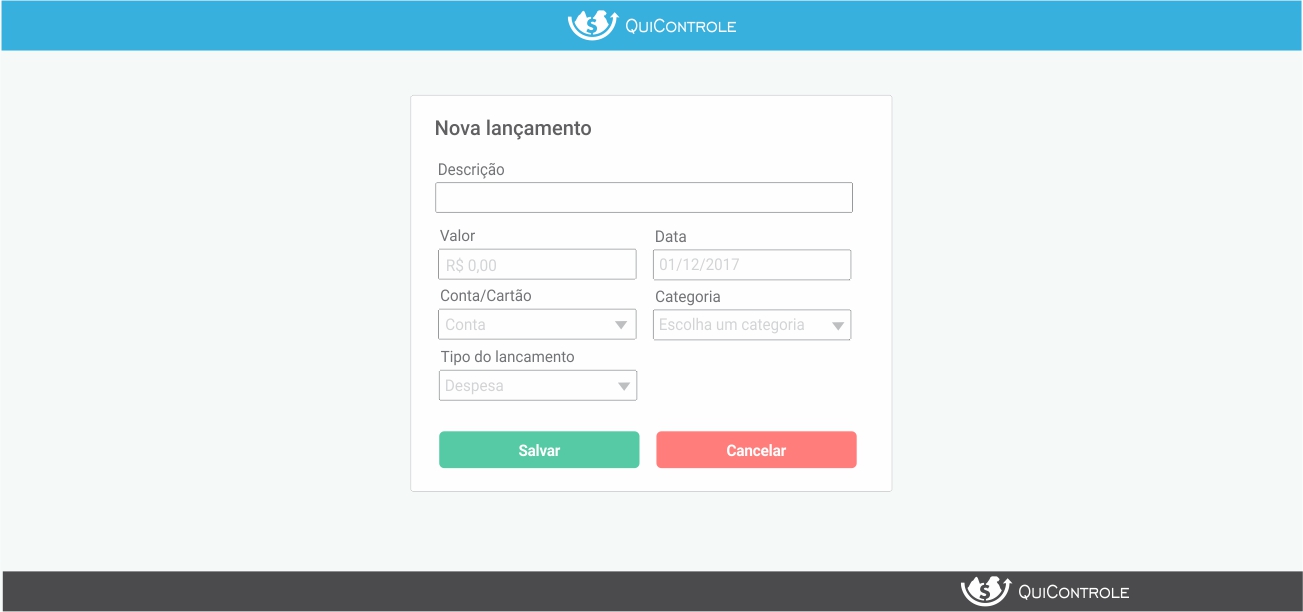 QuiControle
Nova lançamento
Descrição
Valor
Data
R$ 0,00
01/12/2017
Conta/Cartão
Categoria
Conta
Escolha um categoria
Tipo do lancamento
Despesa
Salvar
Cancelar
QuiControle